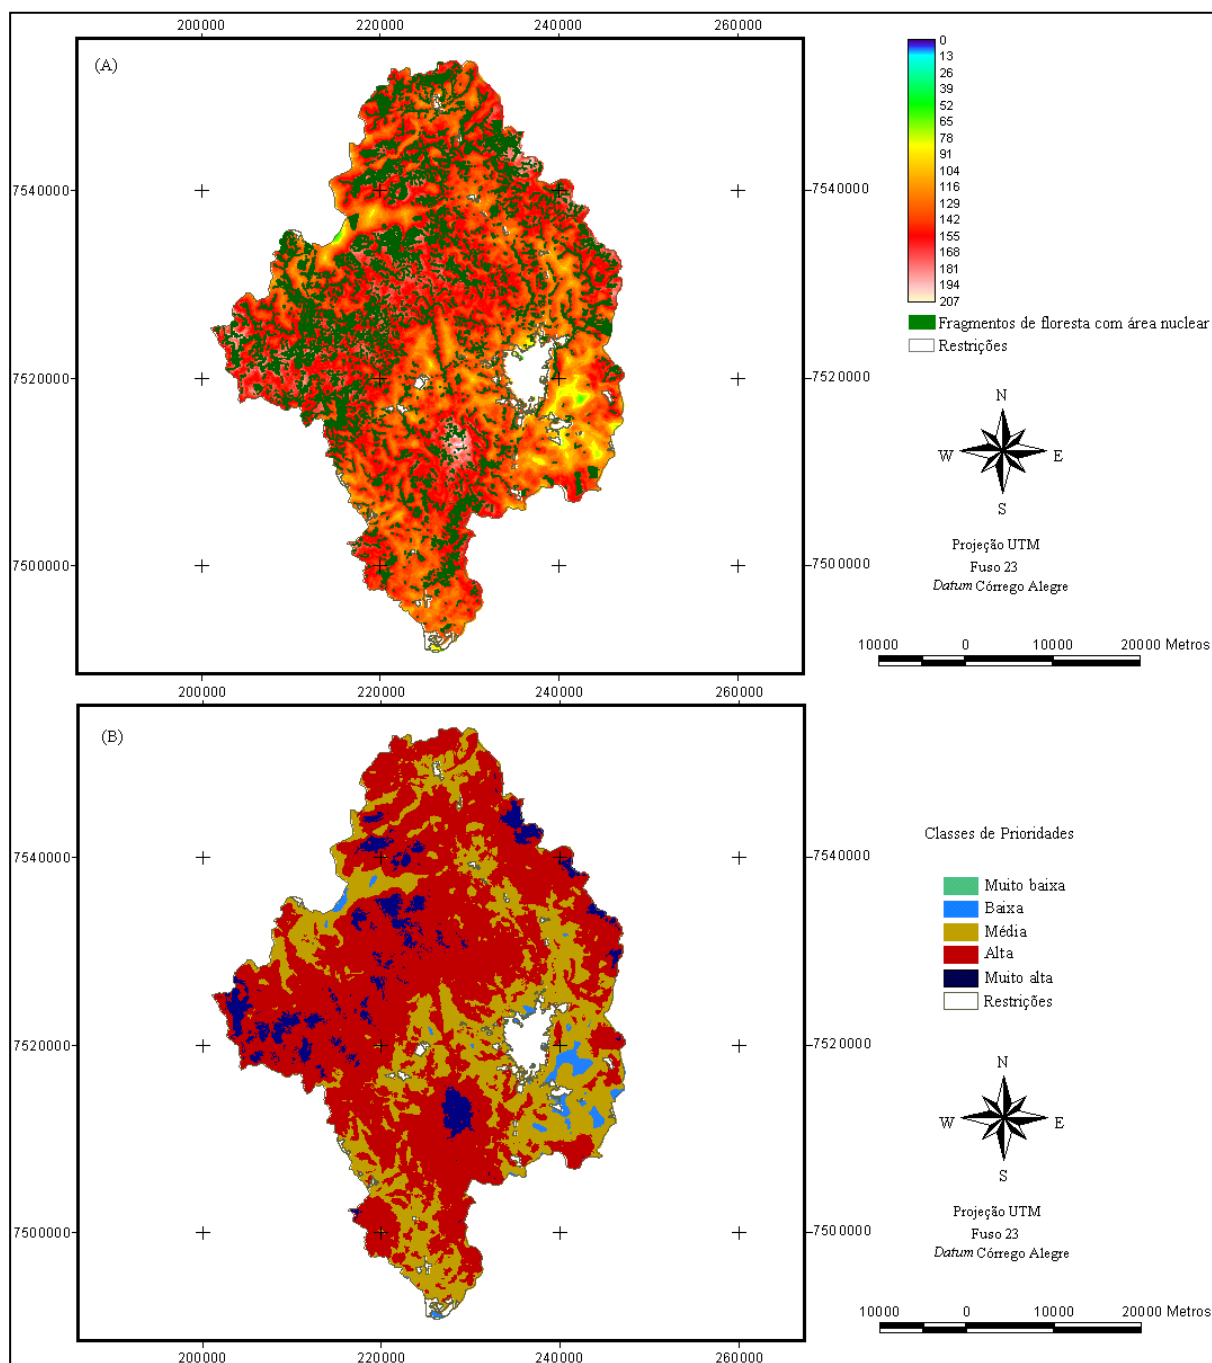 200000 220000 240000 260000
(A)
7540000 7540000
7520000 7520000
7500000 7500000
200000 220000 240000 260000
0
13
26
39
52
65
78
91
104
116
129
142
155
168
181
194
207
Fragmentos de floresta com área nuclear
Restrições
N
W E
S
Projeção UTM
Fuso 23
Datum Córrego Alegre
10000 0 10000 20000 Metros
(B)
7540000 7540000
7520000 7520000
7500000 7500000
200000 220000 240000 260000
Classes de Prioridades
Muito baixa
Baixa
Média
Alta
Muito alta
Restrições
N
W E
S
Projeção UTM
Fuso 23
Datum Córrego Alegre
10000 0 10000 20000 Metros